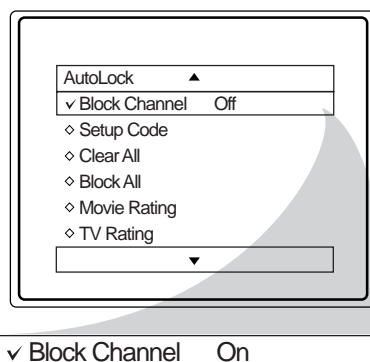 AutoLock ▲
✓ Block Channel Off
◇ Setup Code
◇ Clear All
◇ Block All
◇ Movie Rating
◇ TV Rating
▼
✓ Block Channel On